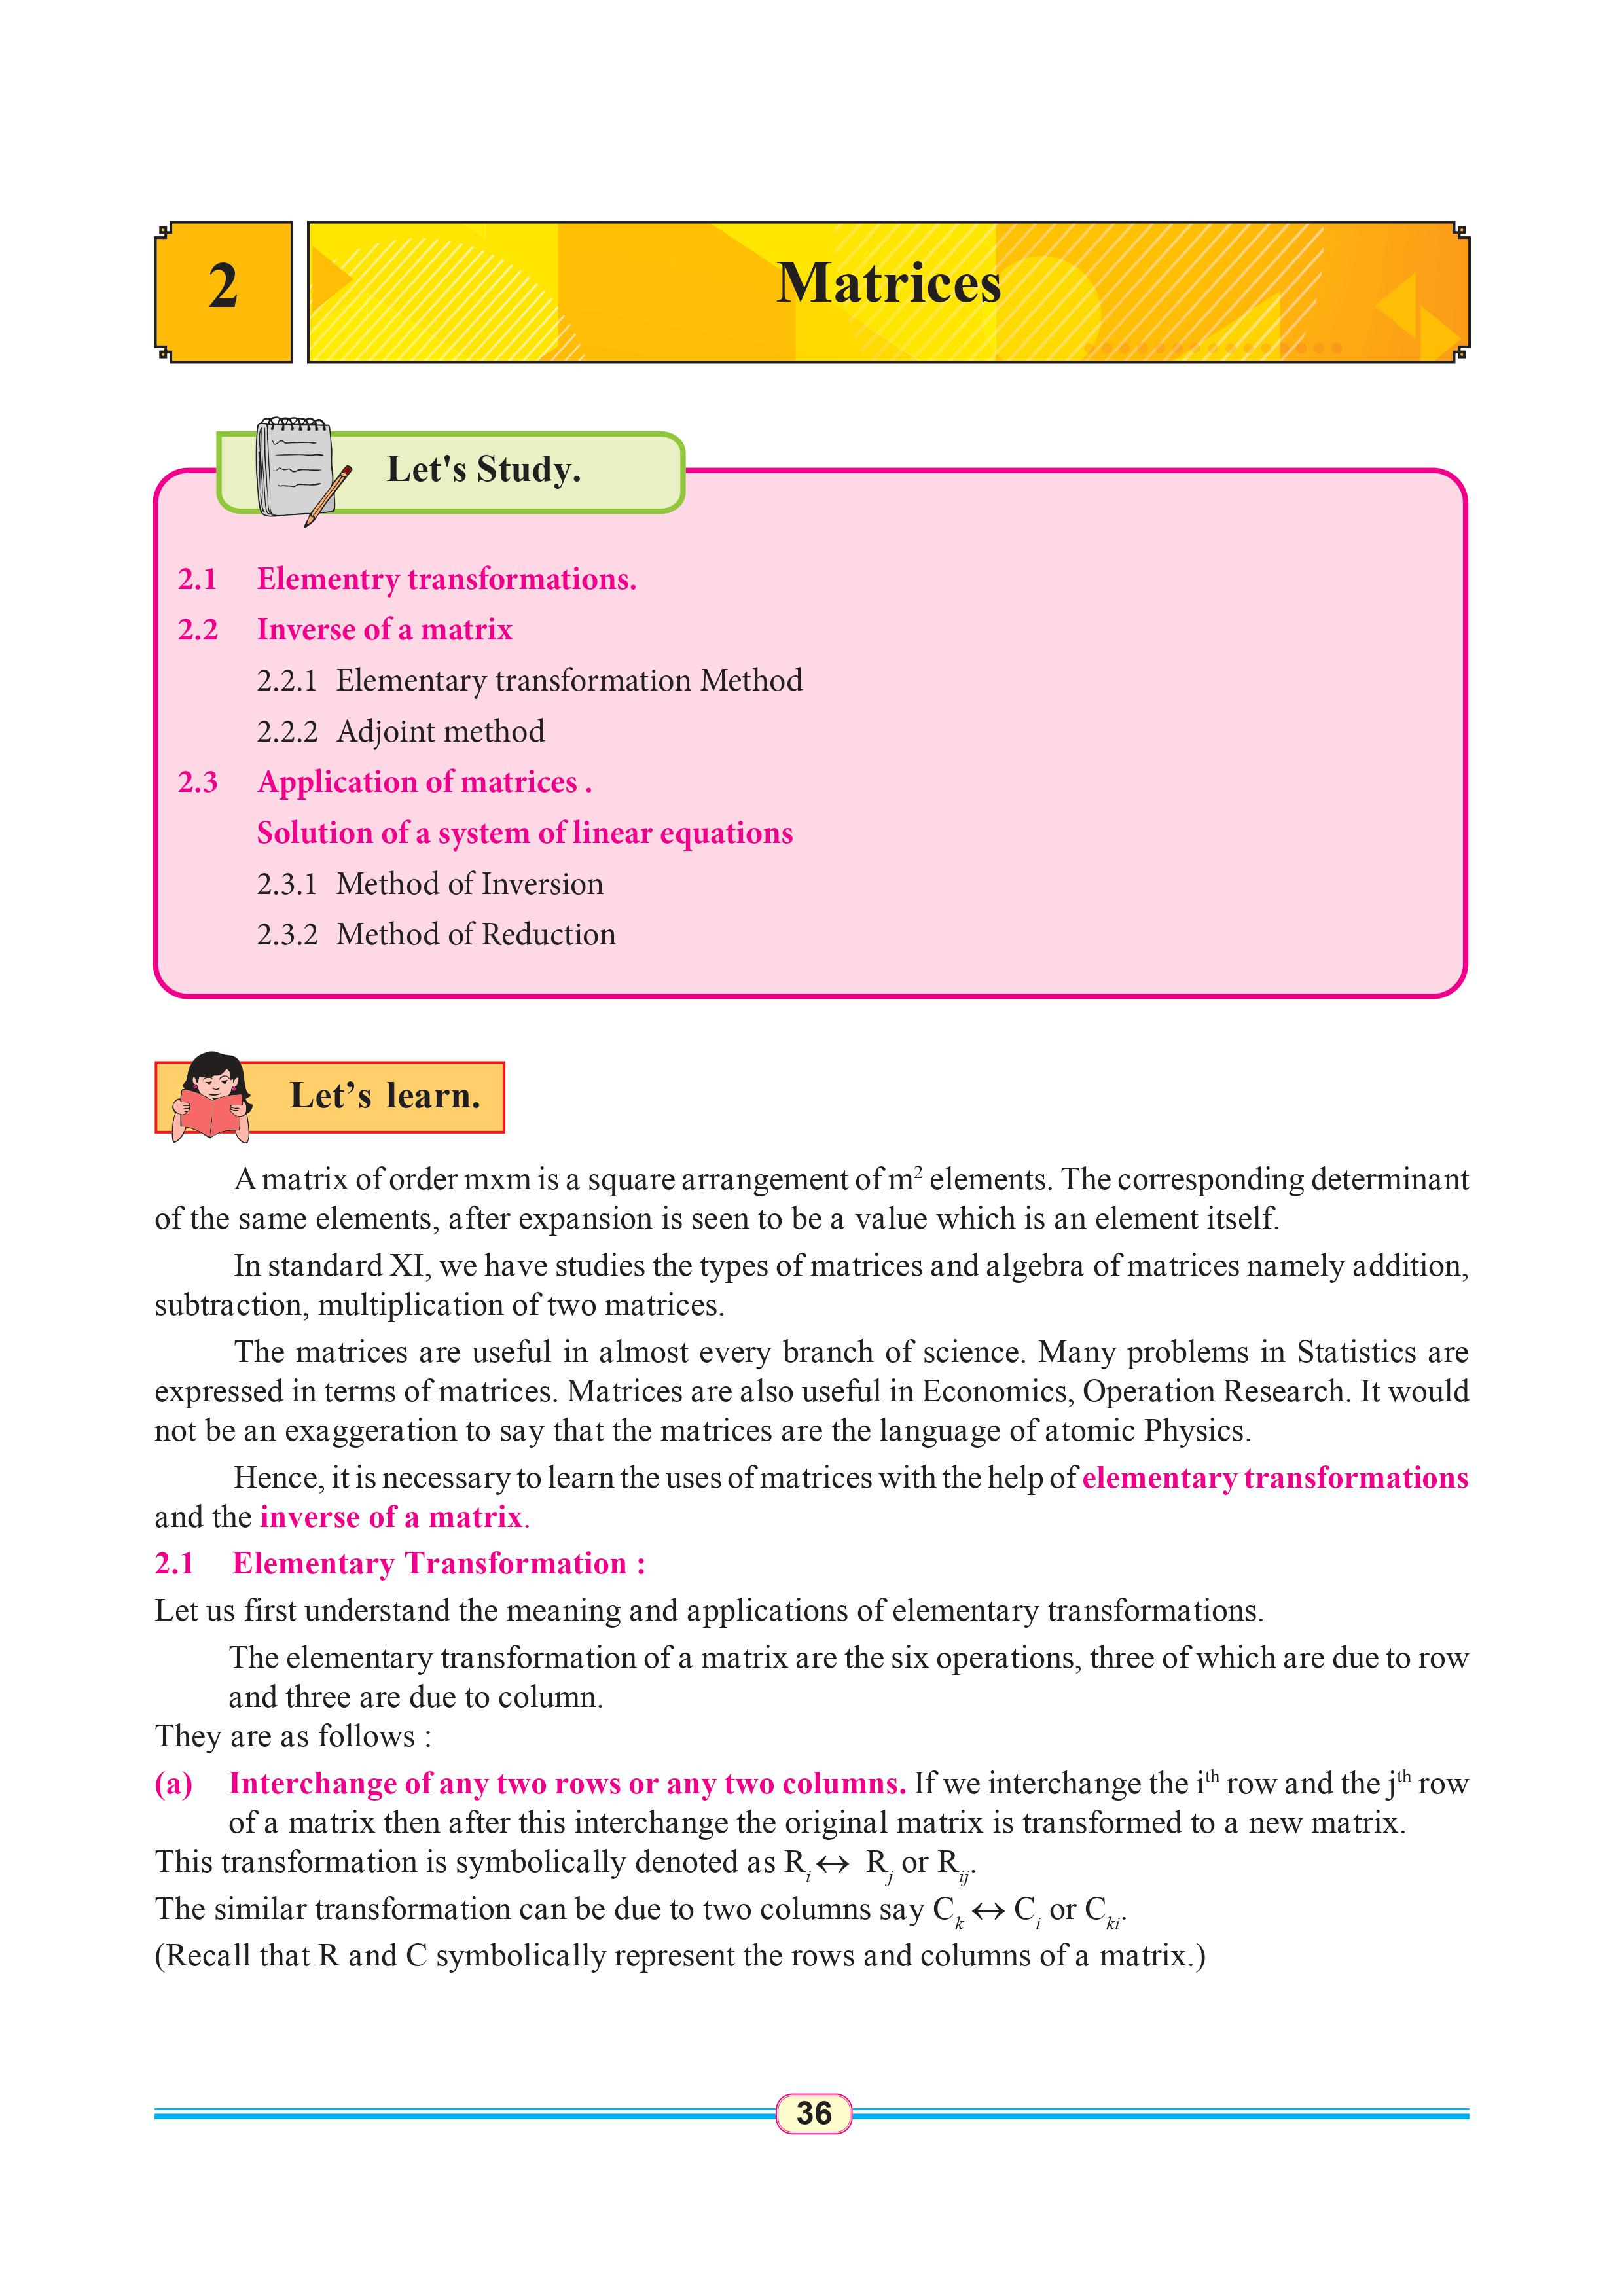 2
Matrices
Let's Study.
2.1 Elementry transformations.
2.2 Inverse of a matrix
2.2.1 Elementary transformation Method
2.2.2 Adjoint method
2.3 Application of matrices .
Solution of a system of linear equations
2.3.1 Method of Inversion
2.3.2 Method of Reduction
Let’s learn.
A matrix of order mxm is a square arrangement of m² elements. The corresponding determinant
of the same elements, after expansion is seen to be a value which is an element itself.
In standard XI, we have studies the types of matrices and algebra of matrices namely addition,
subtraction, multiplication of two matrices.
The matrices are useful in almost every branch of science. Many problems in Statistics are
expressed in terms of matrices. Matrices are also useful in Economics, Operation Research. It would
not be an exaggeration to say that the matrices are the language of atomic Physics.
Hence, it is necessary to learn the uses of matrices with the help of elementary transformations
and the inverse of a matrix.
2.1 Elementary Transformation :
Let us first understand the meaning and applications of elementary transformations.
The elementary transformation of a matrix are the six operations, three of which are due to row
and three are due to column.
They are as follows :
(a) Interchange of any two rows or any two columns. If we interchange the iᵗʰ row and the jᵗʰ row
of a matrix then after this interchange the original matrix is transformed to a new matrix.
This transformation is symbolically denoted as R_i ↔ R_j or R_ij.
The similar transformation can be due to two columns say C_k ↔ C_i or C_ki.
(Recall that R and C symbolically represent the rows and columns of a matrix.)
36